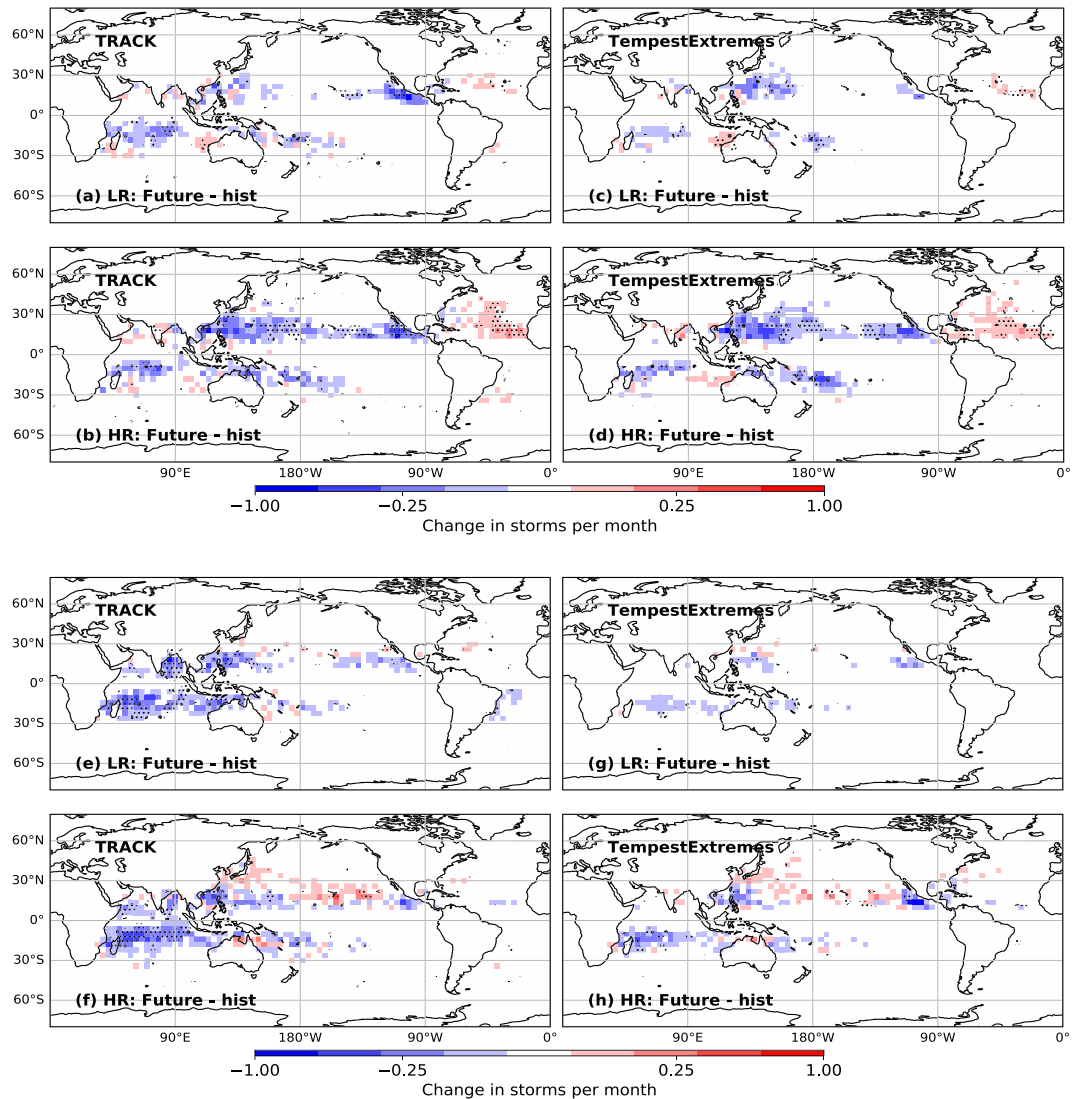 60°N
30°N
0°
30°S
60°S
TRACK
(a) LR: Future - hist
TempestExtremes
(c) LR: Future - hist
60°N
30°N
0°
30°S
60°S
TRACK
(b) HR: Future - hist
TempestExtremes
(d) HR: Future - hist
90°E
180°W
90°W
0°
90°E
180°W
90°W
0°
−1.00
−0.25
0.25
1.00
Change in storms per month
60°N
30°N
0°
30°S
60°S
TRACK
(e) LR: Future - hist
TempestExtremes
(g) LR: Future - hist
60°N
30°N
0°
30°S
60°S
TRACK
(f) HR: Future - hist
TempestExtremes
(h) HR: Future - hist
90°E
180°W
90°W
0°
90°E
180°W
90°W
0°
−1.00
−0.25
0.25
1.00
Change in storms per month